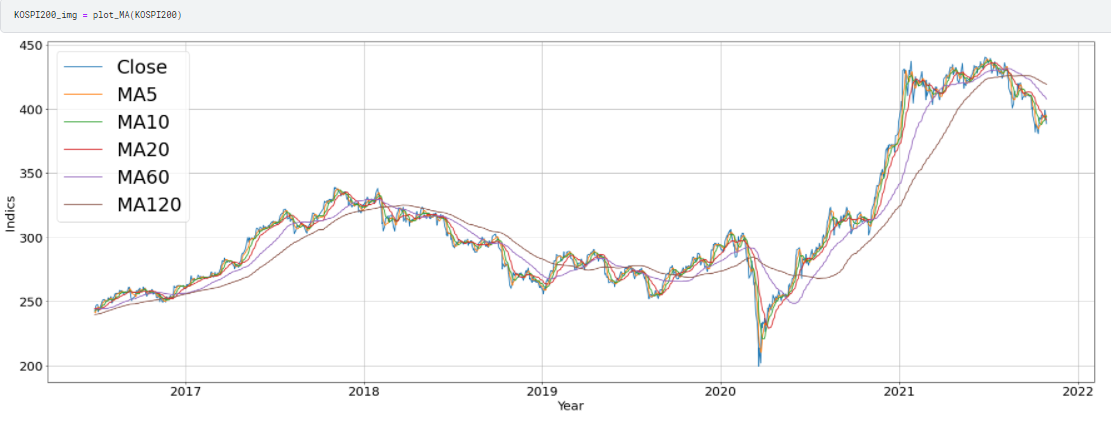 KOSPI200_img = plot_MA(KOSPI200)
450
400
350
300
250
200
Indics
Close
MA5
MA10
MA20
MA60
MA120
2017 2018 2019 2020 2021 2022
Year